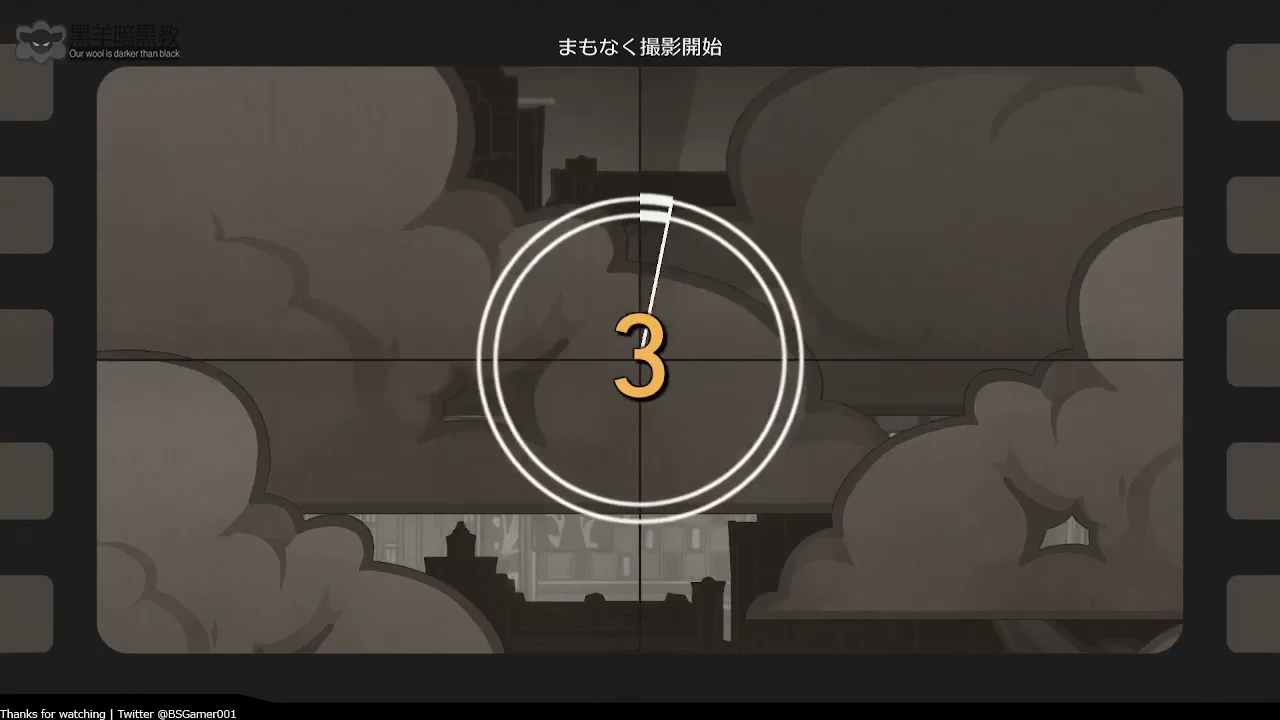 黒羊暗黒教
Our wool is darker than black
まもなく撮影開始
3
Thanks for watching | Twitter @BSGamer001